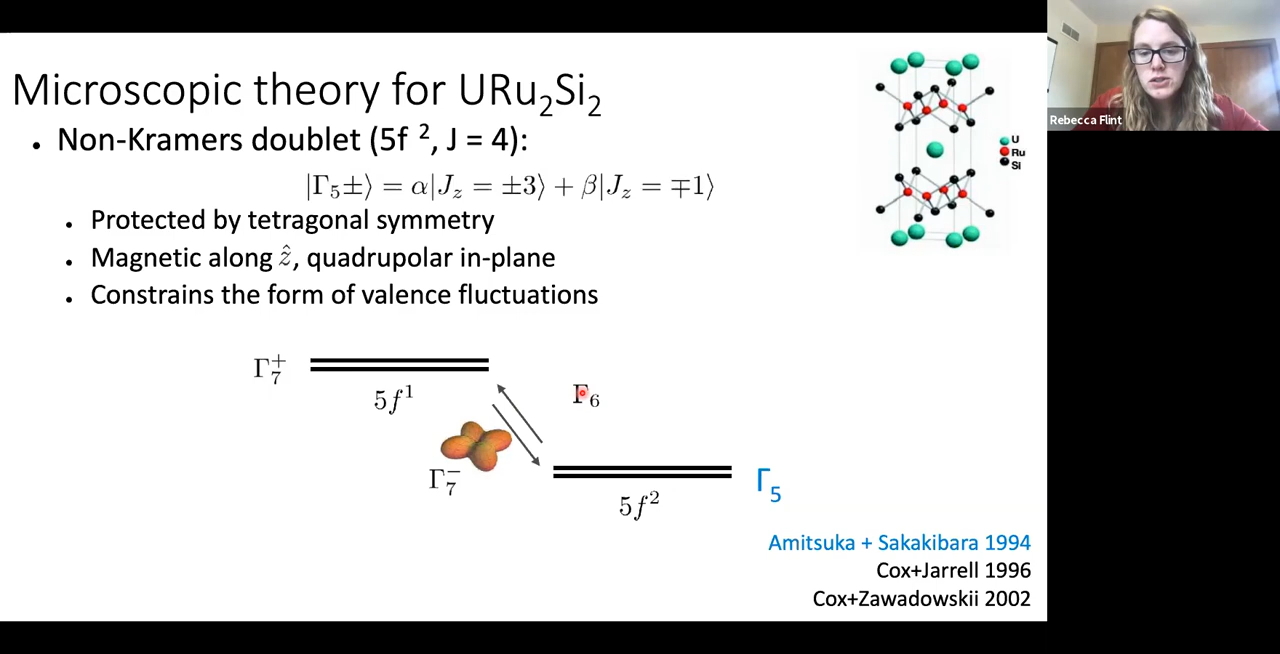 Microscopic theory for URu₂Si₂
• Non-Kramers doublet (5f ², J = 4):
|Γ₅±⟩ = α|J_z = ±3⟩ + β|J_z = ∓1⟩
• Protected by tetragonal symmetry
• Magnetic along ẑ, quadrupolar in-plane
• Constrains the form of valence fluctuations
Γ₇⁺
5f¹
Γ₆
Γ₇⁻
5f²
Γ₅
Amitsuka + Sakakibara 1994
Cox+Jarrell 1996
Cox+Zawadowskii 2002
U
Ru
Si
Rebecca Flint